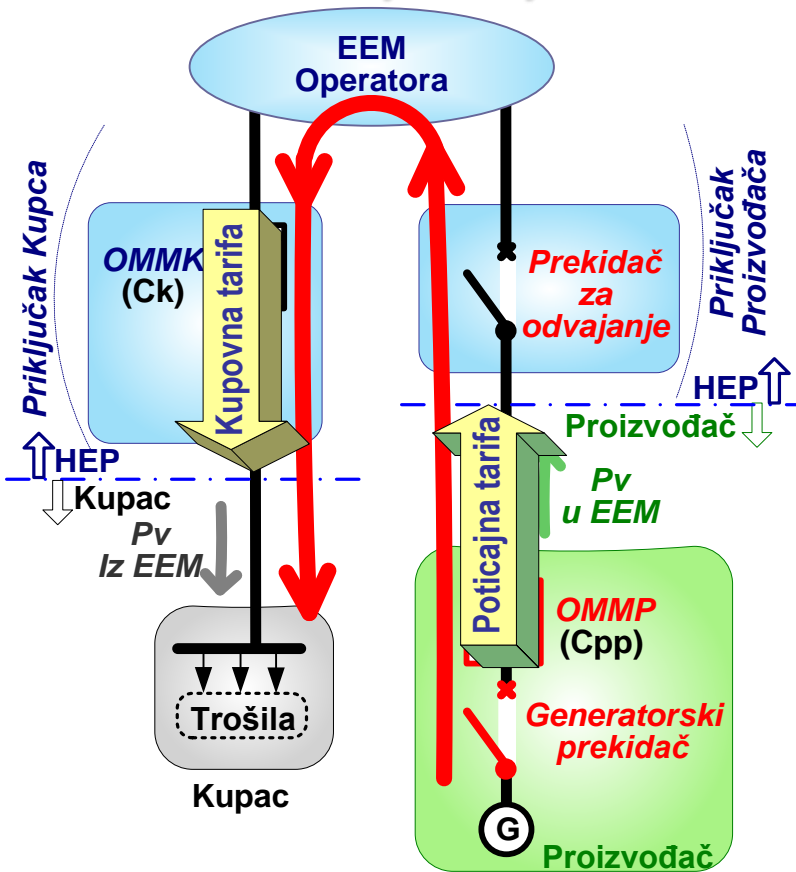 EEM
Operatora
Priključak Kupca
OMMK
(Ck)
Kupovna tarifa
Prekidač
za
odvajanje
Priključak
Proizvođača
HEP
Proizvođač
HEP
Kupac
Pv
Iz EEM
Poticajna tarifa
Pv
u EEM
OMMP
(Cpp)
Generatorski
prekidač
Trošila
Kupac
G
Proizvođač